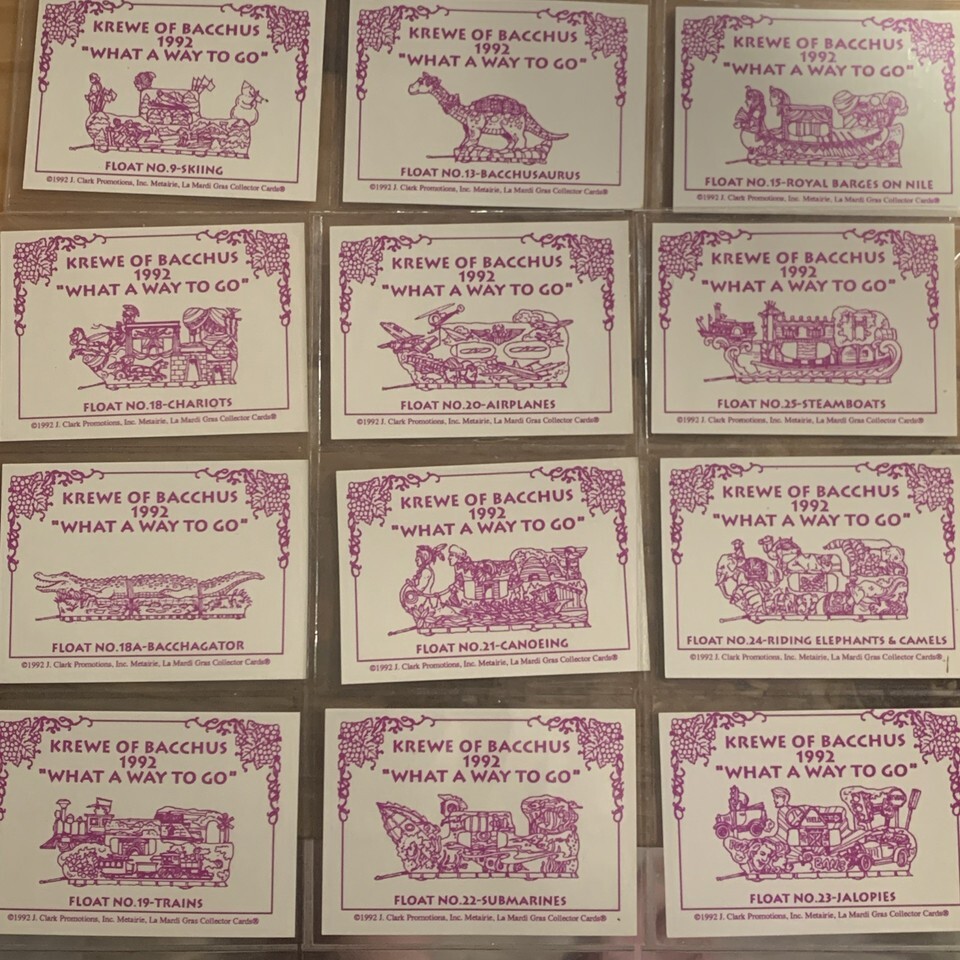 KREWE OF BACCHUS
1992
"WHAT A WAY TO GO"
FLOAT NO.9-SKIING
©1992 J. Clark Promotions, Inc. Metairie, La Mardi Gras Collector Cards®
KREWE OF BACCHUS
1992
"WHAT A WAY TO GO"
FLOAT NO.13-BACCHUSAURUS
©1992 J. Clark Promotions, Inc. Metairie, La Mardi Gras Collector Cards®
KREWE OF BACCHUS
1992
"WHAT A WAY TO GO"
FLOAT NO.15-ROYAL BARGES ON NILE
©1992 J. Clark Promotions, Inc. Metairie, La Mardi Gras Collector Cards®
KREWE OF BACCHUS
1992
"WHAT A WAY TO GO"
FLOAT NO.18-CHARIOTS
©1992 J. Clark Promotions, Inc. Metairie, La Mardi Gras Collector Cards®
KREWE OF BACCHUS
1992
"WHAT A WAY TO GO"
FLOAT NO.20-AIRPLANES
©1992 J. Clark Promotions, Inc. Metairie, La Mardi Gras Collector Cards®
KREWE OF BACCHUS
1992
"WHAT A WAY TO GO"
FLOAT NO.25-STEAMBOATS
©1992 J. Clark Promotions, Inc. Metairie, La Mardi Gras Collector Cards®
KREWE OF BACCHUS
1992
"WHAT A WAY TO GO"
FLOAT NO.18A-BACCHAGATOR
©1992 J. Clark Promotions, Inc. Metairie, La Mardi Gras Collector Cards®
KREWE OF BACCHUS
1992
"WHAT A WAY TO GO"
FLOAT NO.21-CANOEING
©1992 J. Clark Promotions, Inc. Metairie, La Mardi Gras Collector Cards®
KREWE OF BACCHUS
1992
"WHAT A WAY TO GO"
FLOAT NO.24-RIDING ELEPHANTS & CAMELS
©1992 J. Clark Promotions, Inc. Metairie, La Mardi Gras Collector Cards®
KREWE OF BACCHUS
1992
"WHAT A WAY TO GO"
FLOAT NO.19-TRAINS
©1992 J. Clark Promotions, Inc. Metairie, La Mardi Gras Collector Cards®
KREWE OF BACCHUS
1992
"WHAT A WAY TO GO"
FLOAT NO.22-SUBMARINES
©1992 J. Clark Promotions, Inc. Metairie, La Mardi Gras Collector Cards®
KREWE OF BACCHUS
1992
"WHAT A WAY TO GO"
FLOAT NO.23-JALOPIES
©1992 J. Clark Promotions, Inc. Metairie, La Mardi Gras Collector Cards®